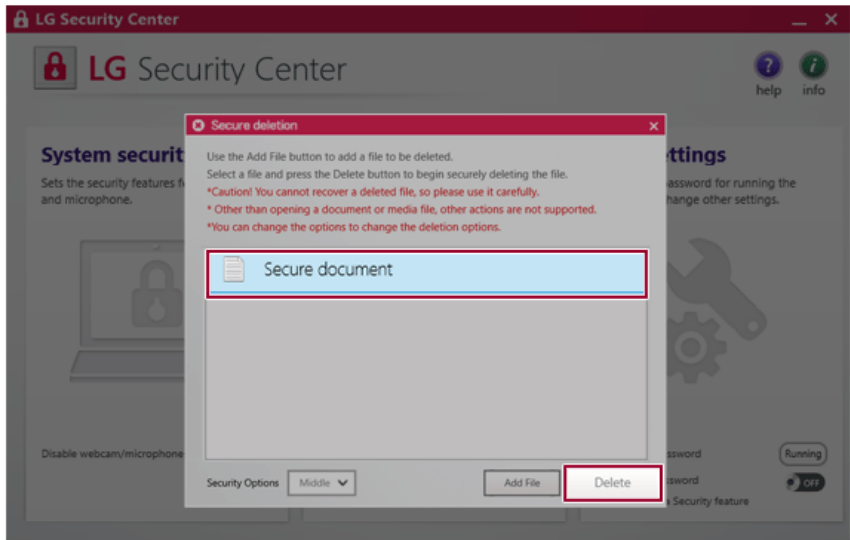 LG Security Center
LG Security Center
help info
Secure deletion
System securit
ttings
Use the Add File button to add a file to be deleted.
Select a file and press the Delete button to begin securely deleting the file.
*Caution! You cannot recover a deleted file, so please use it carefully.
* Other than opening a document or media file, other actions are not supported.
*You can change the options to change the deletion options.
Sets the security features f
and microphone.
assword for running the
hange other settings.
Secure document
Disable webcam/microphone
ssword Running
Security Options Middle Add File Delete
sword OFF
Security feature